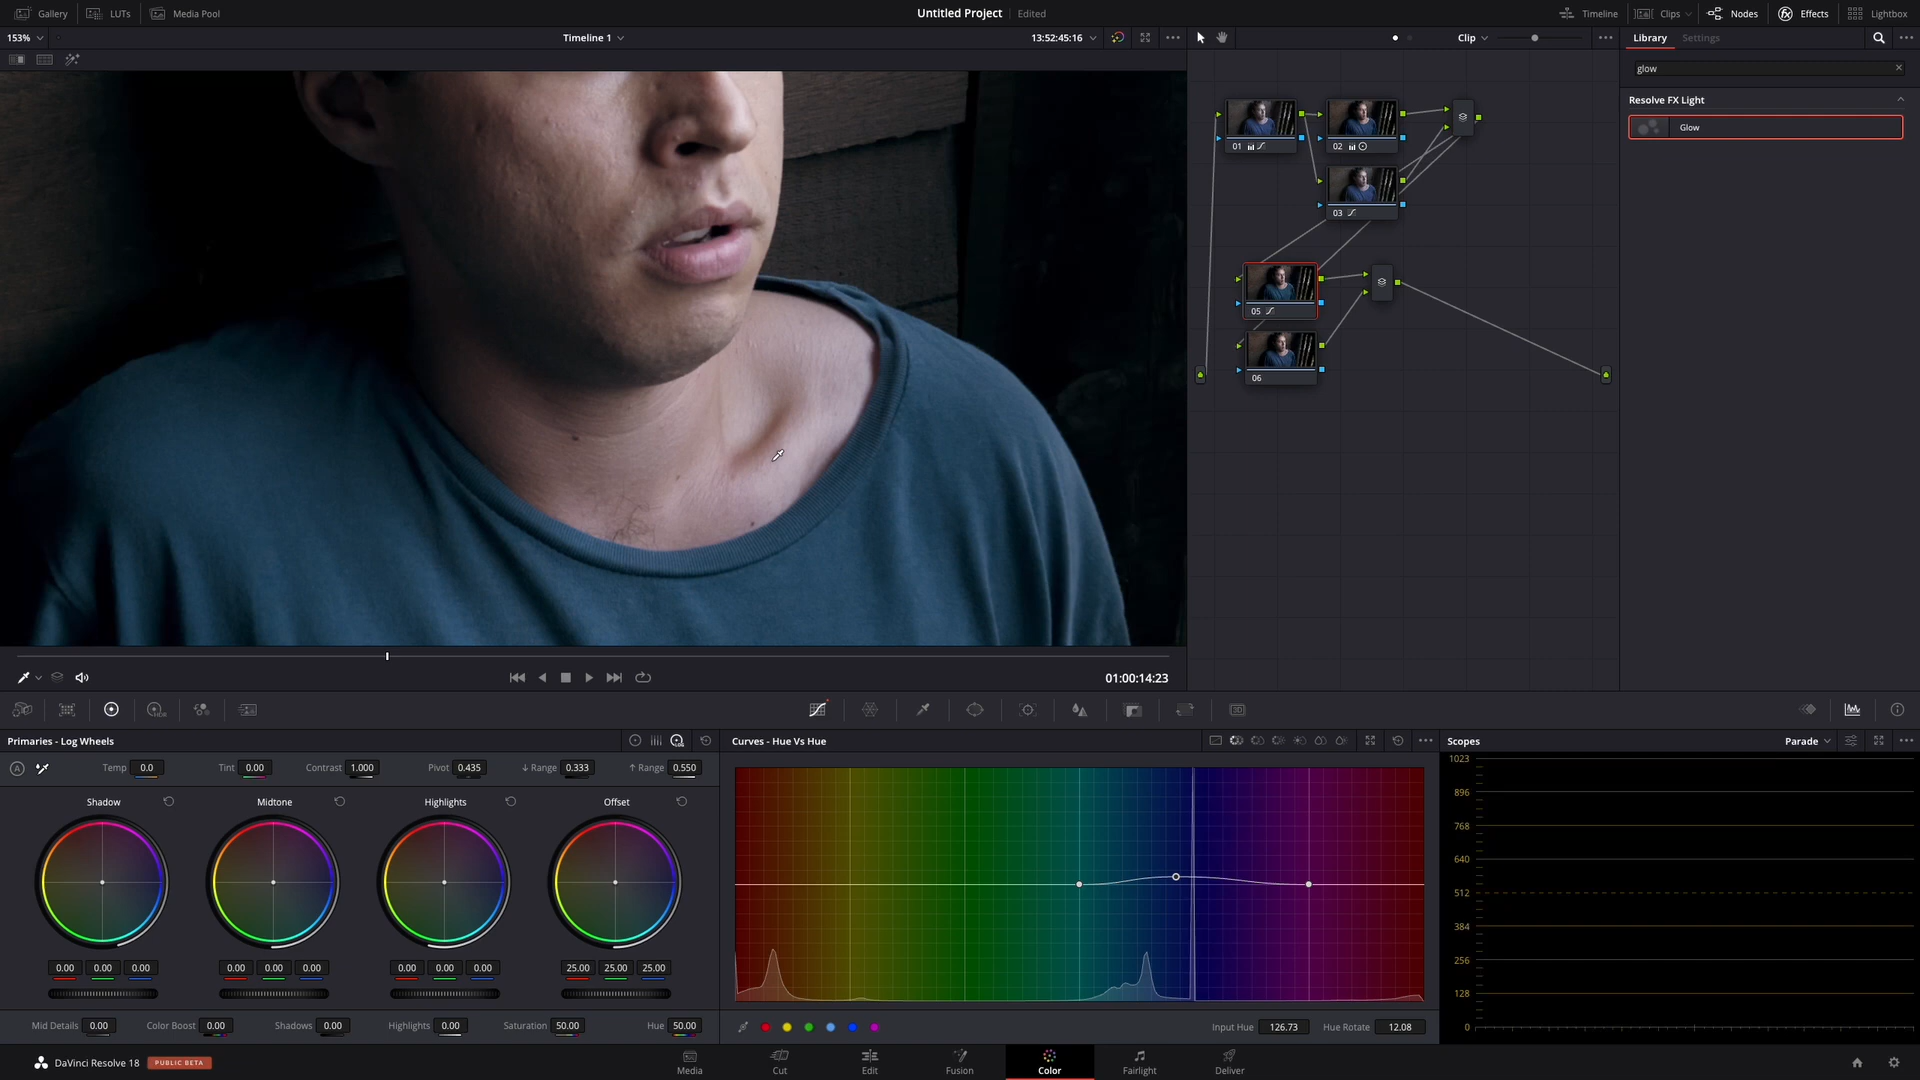 Gallery LUTs Media Pool Untitled Project Edited Timeline Clips Nodes Effects Lightbox
153% Timeline 1 13:52:45:16 Clip Library Settings
glow
Resolve FX Light
Glow
01 02
03
05
06
01:00:14:23
Primaries - Log Wheels Curves - Hue Vs Hue Scopes Parade
Temp 0.0 Tint 0.00 Contrast 1.000 Pivot 0.435 ↓ Range 0.333 ↑ Range 0.550
Shadow Midtone Highlights Offset
0.00 0.00 0.00 0.00 0.00 0.00 0.00 0.00 0.00 25.00 25.00 25.00
Mid Details 0.00 Color Boost 0.00 Shadows 0.00 Highlights 0.00 Saturation 50.00 Hue 50.00
Input Hue 126.73 Hue Rotate 12.08
1023
896
768
640
512
384
256
128
0
DaVinci Resolve 18 PUBLIC BETA Media Cut Edit Fusion Color Fairlight Deliver